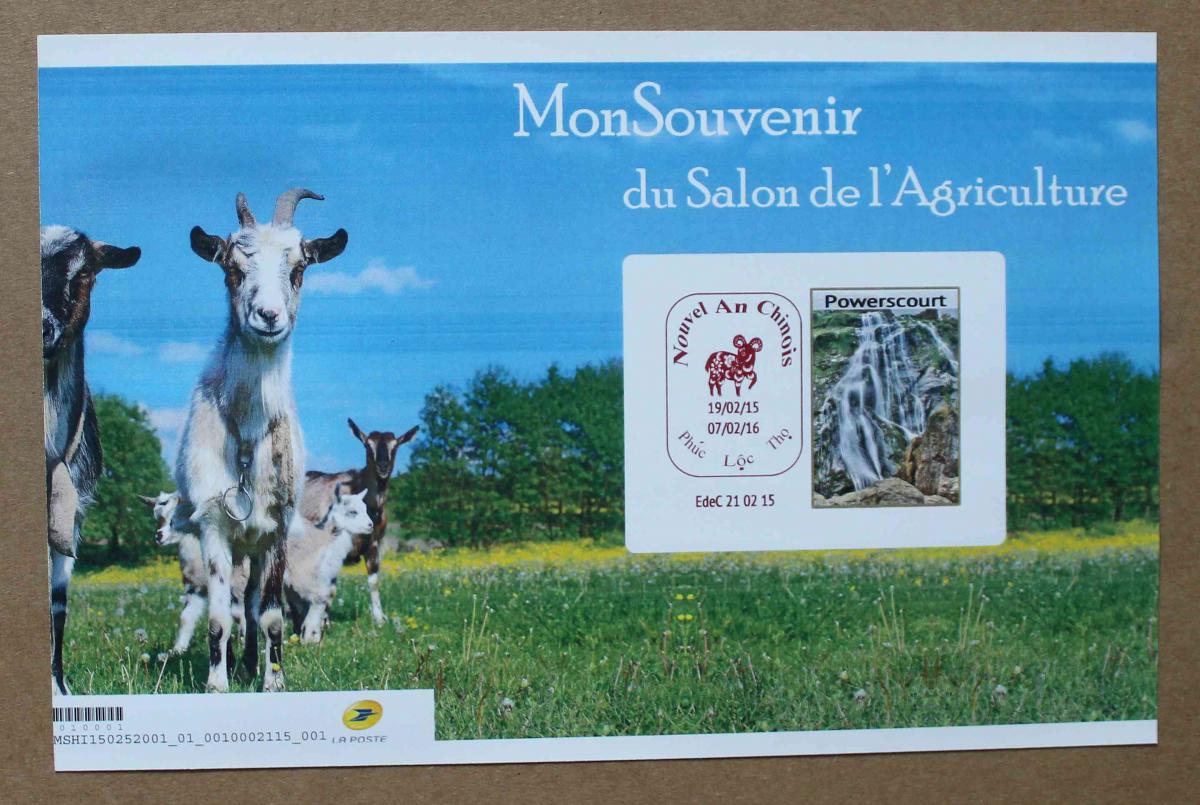 MonSouvenir
du Salon de l'Agriculture
Nouvel An Chinois
19/02/15
07/02/16
Phúc Lộc Thọ
EdeC 21 02 15
Powerscourt
010001
MSHI150252001_01_0010002115_001
LA POSTE